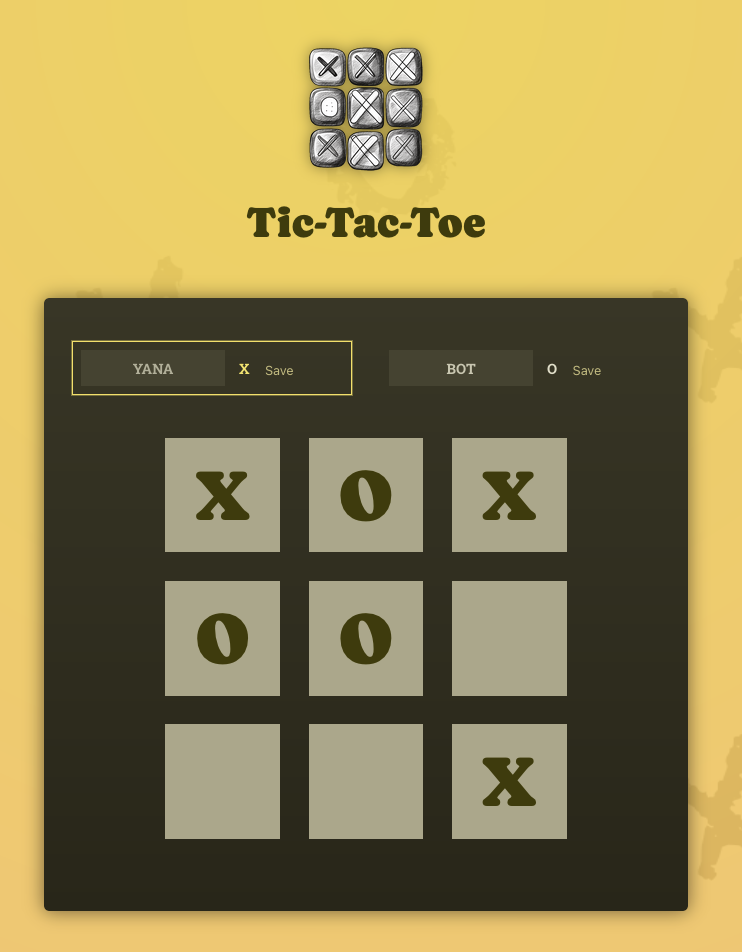 Tic-Tac-Toe
YANA X Save BOT O Save
X O X
O O
X